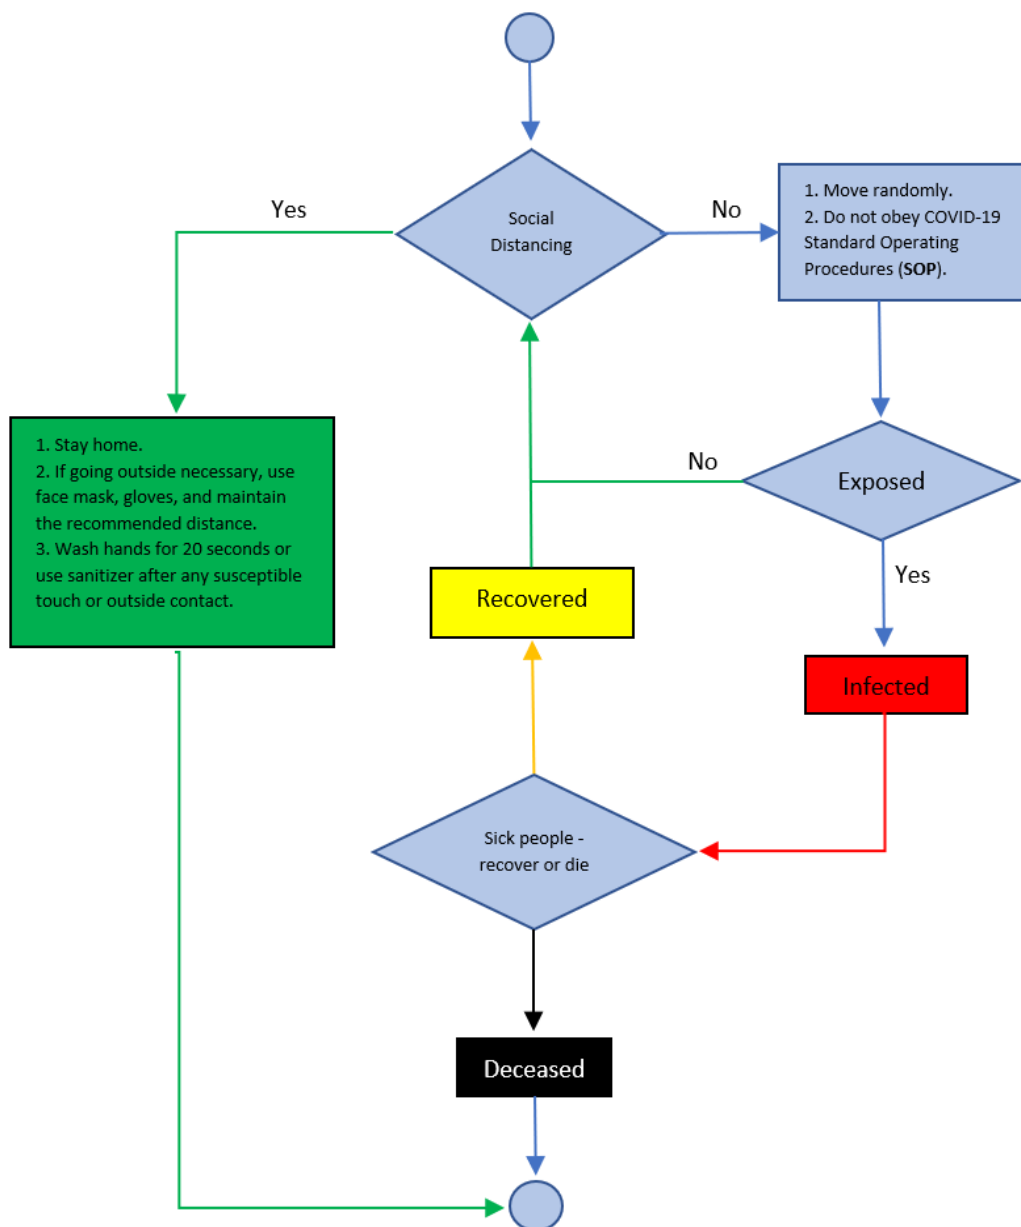 Social
Distancing
Yes
No
1. Move randomly.
2. Do not obey COVID-19
Standard Operating
Procedures (SOP).
1. Stay home.
2. If going outside necessary, use
face mask, gloves, and maintain
the recommended distance.
3. Wash hands for 20 seconds or
use sanitizer after any susceptible
touch or outside contact.
No
Exposed
Yes
Recovered
Infected
Sick people -
recover or die
Deceased